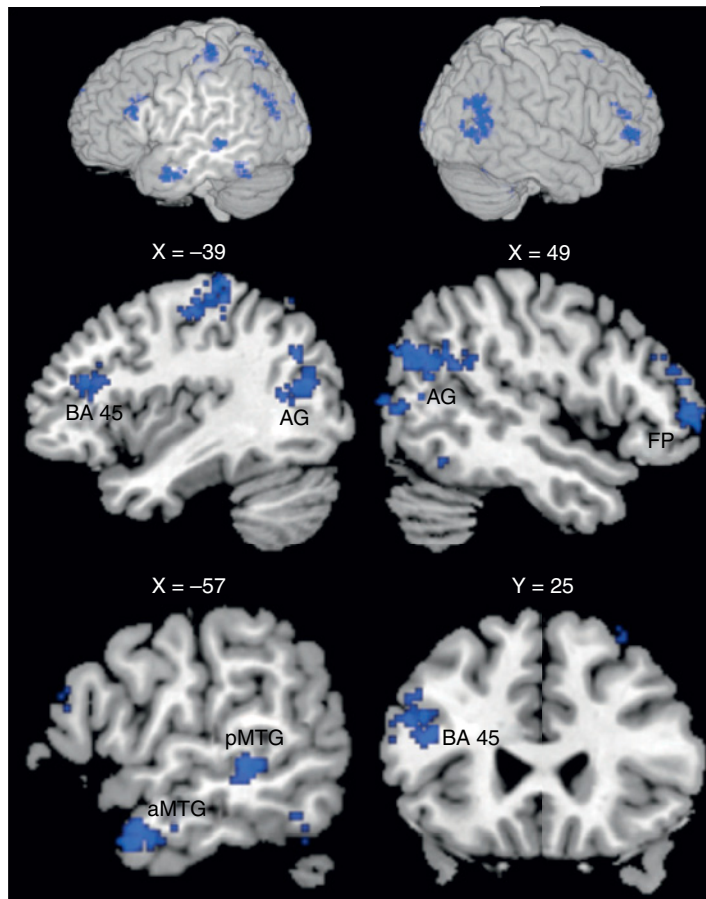 X = –39
X = 49
BA 45
AG
AG
FP
X = –57
Y = 25
pMTG
BA 45
aMTG